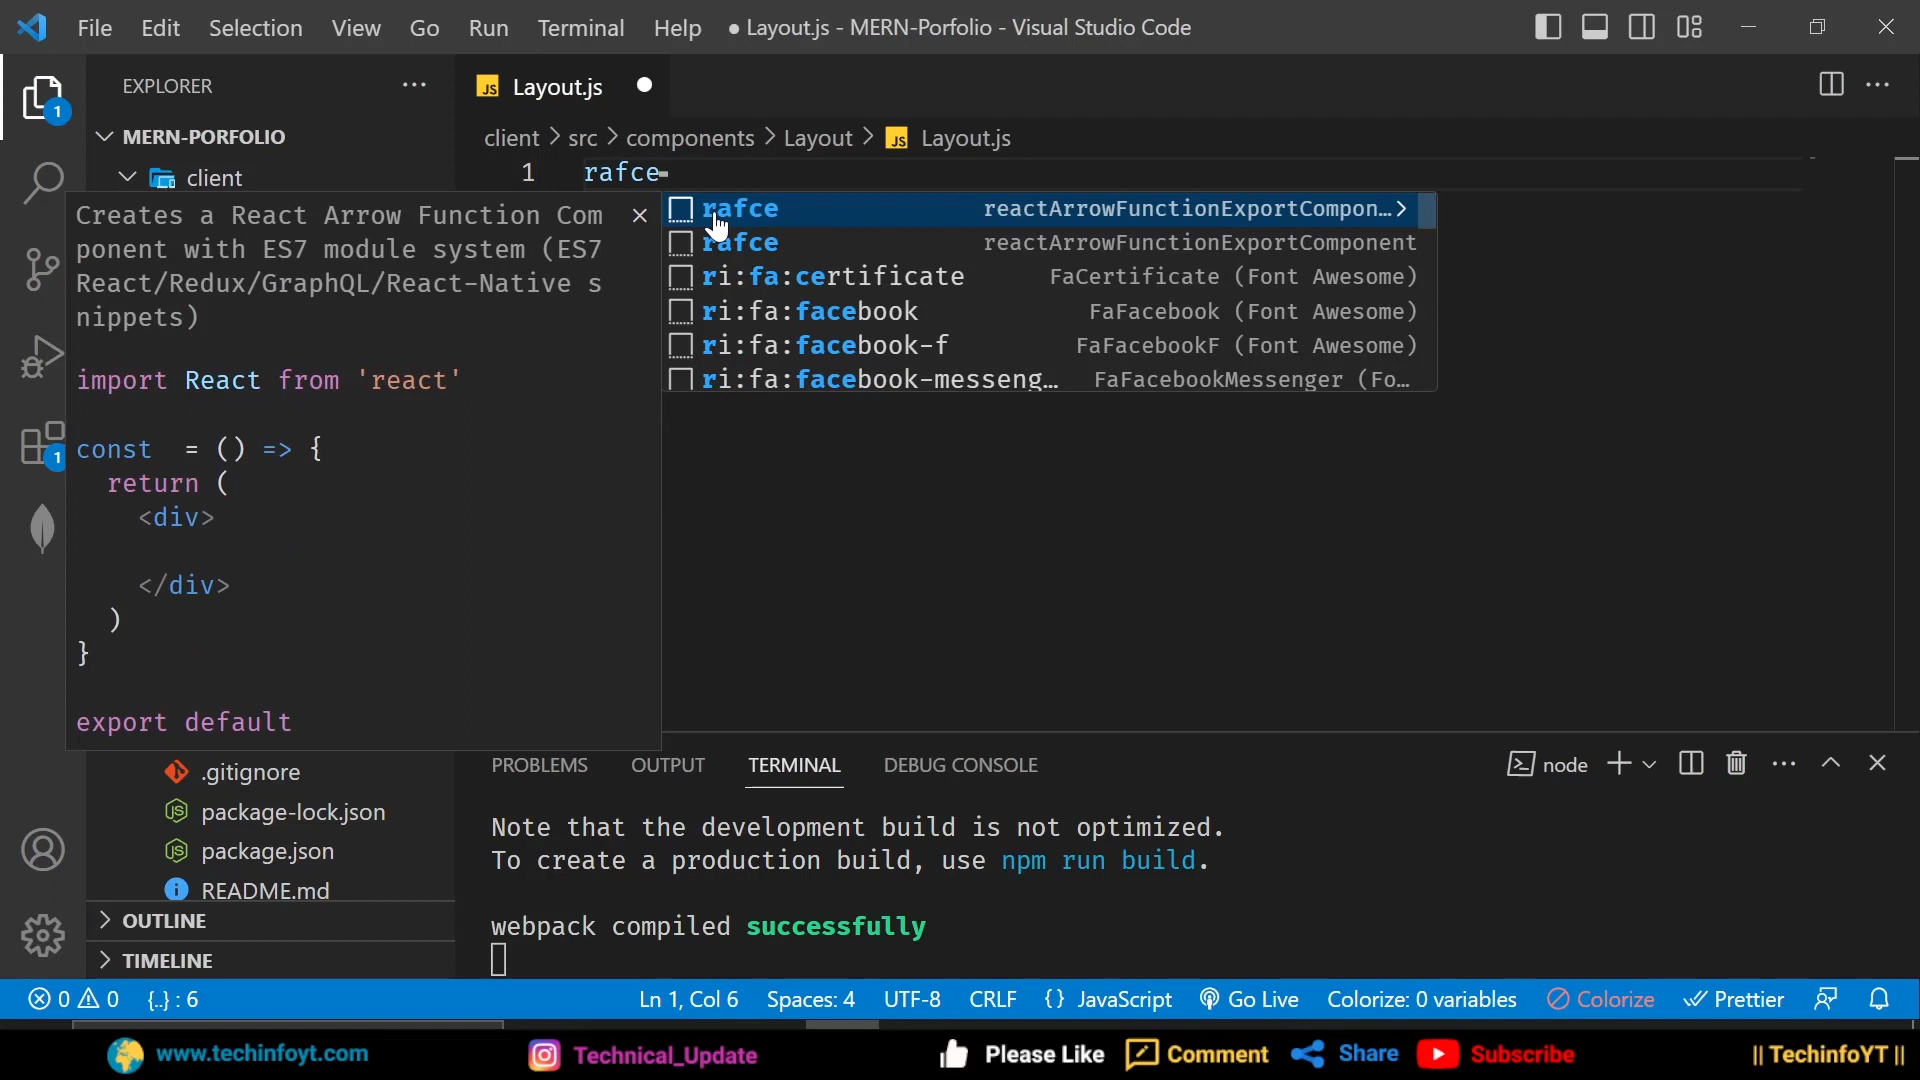 File Edit Selection View Go Run Terminal Help ● Layout.js - MERN-Porfolio - Visual Studio Code
EXPLORER ···
JS Layout.js
1
MERN-PORFOLIO
client > src > components > Layout > JS Layout.js
client
1 rafce
Creates a React Arrow Function Com
ponent with ES7 module system (ES7
React/Redux/GraphQL/React-Native s
nippets)
import React from 'react'
const = () => {
return (
<div>
</div>
)
}
export default
rafce reactArrowFunctionExportCompon…>
rafce reactArrowFunctionExportComponent
ri:fa:certificate FaCertificate (Font Awesome)
ri:fa:facebook FaFacebook (Font Awesome)
ri:fa:facebook-f FaFacebookF (Font Awesome)
ri:fa:facebook-messeng… FaFacebookMessenger (Fo…
1
.gitignore
package-lock.json
package.json
README.md
OUTLINE
TIMELINE
PROBLEMS OUTPUT TERMINAL DEBUG CONSOLE node
Note that the development build is not optimized.
To create a production build, use npm run build.
webpack compiled successfully
0 0 {..} : 6 Ln 1, Col 6 Spaces: 4 UTF-8 CRLF {} JavaScript Go Live Colorize: 0 variables Colorize Prettier
www.techinfoyt.com Technical_Update Please Like Comment Share Subscribe || TechinfoYT ||